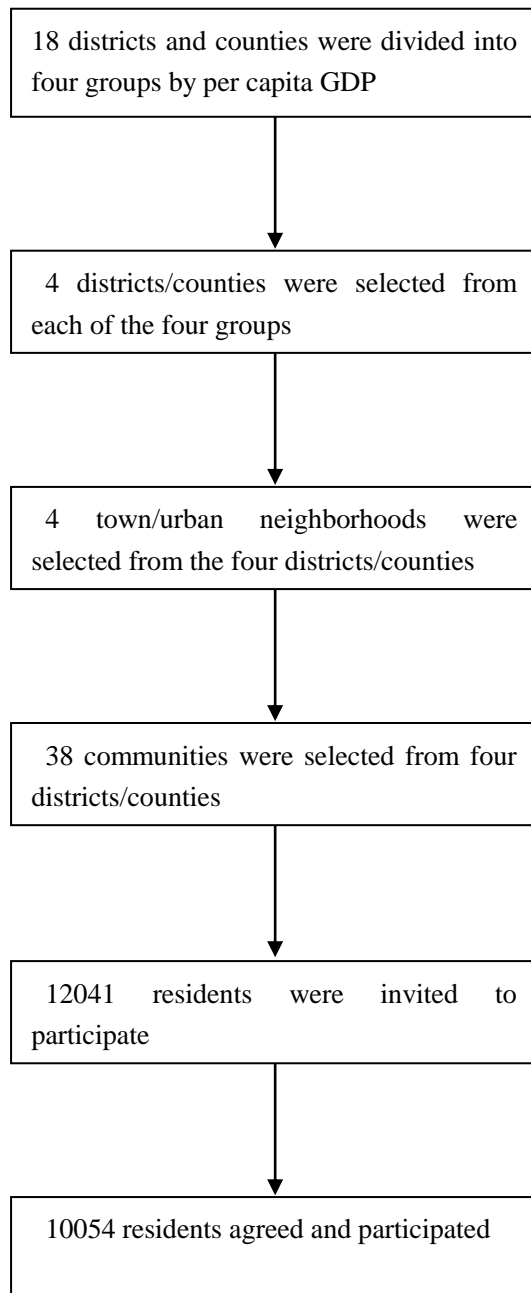 18 districts and counties were divided into
four groups by per capita GDP
4 districts/counties were selected from
each of the four groups
4 town/urban neighborhoods were
selected from the four districts/counties
38 communities were selected from four
districts/counties
12041 residents were invited to
participate
10054 residents agreed and participated